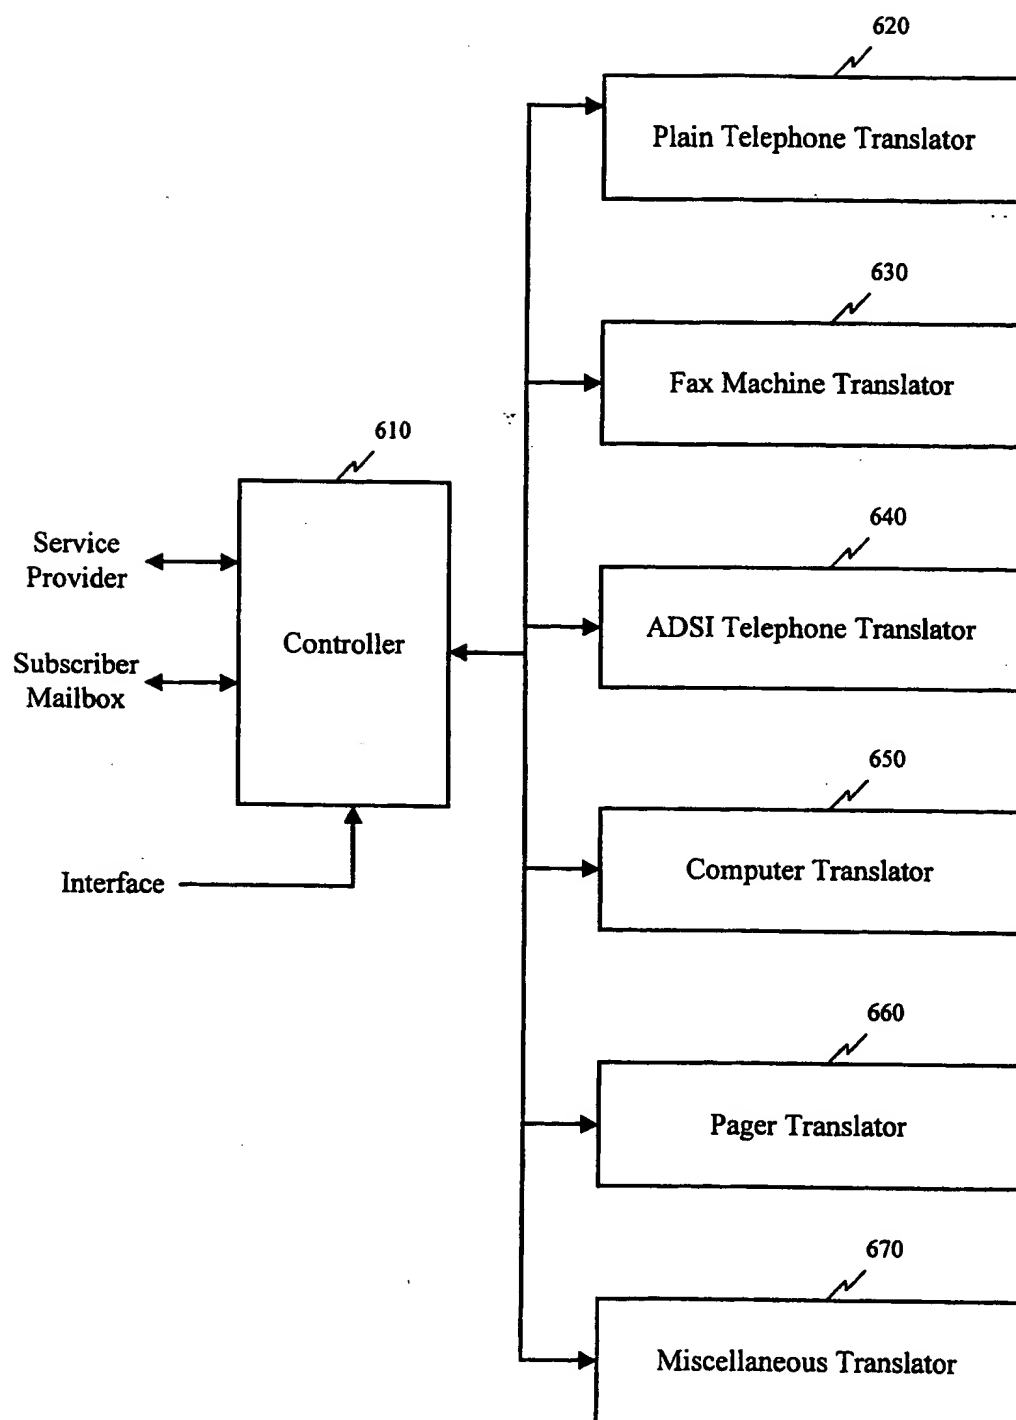 620
Plain Telephone Translator
630
Fax Machine Translator
610
640
Service
Provider
ADSI Telephone Translator
Controller
Subscriber
Mailbox
650
Interface
Computer Translator
660
Pager Translator
670
Miscellaneous Translator